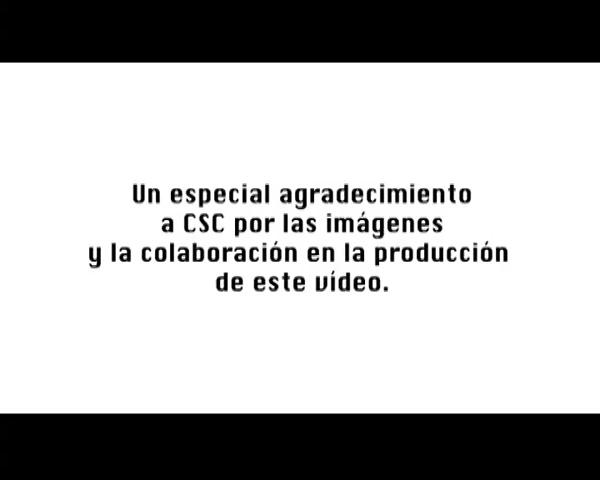 Un especial agradecimiento
a CSC por las imágenes
y la colaboración en la producción
de este vídeo.